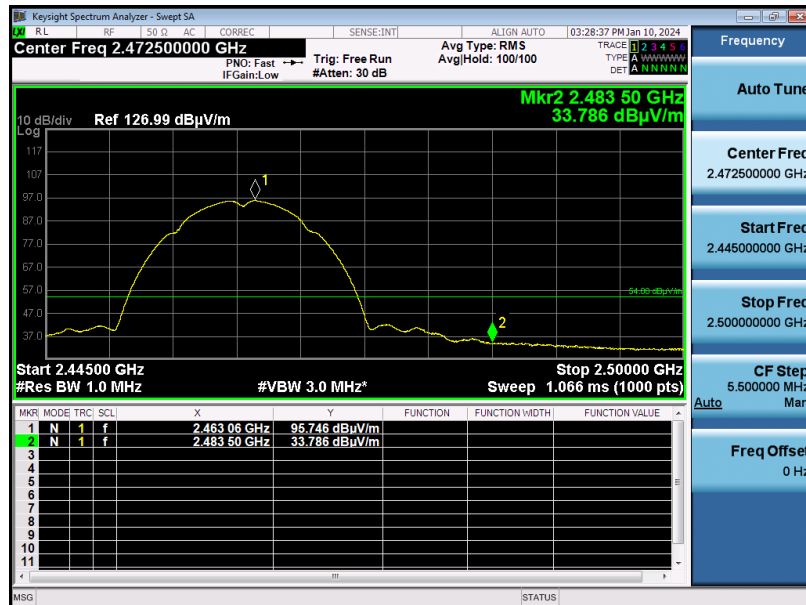 Keysight Spectrum Analyzer - Swept SA
LXI RL RF 50 Ω AC CORREC SENSE:INT ALIGN AUTO 03:28:37 PM Jan 10, 2024
Center Freq 2.472500000 GHz
PNO: Fast
IFGain:Low
Trig: Free Run
#Atten: 30 dB
Avg Type: RMS
Avg|Hold: 100/100
TRACE 1 2 3 4 5 6
TYPE A WWWWW
DET A N N N N N
Mkr2 2.483 50 GHz
33.786 dBµV/m
10 dB/div Ref 126.99 dBµV/m
Log
117
107
97.0
87.0
77.0
67.0
57.0
54.00 dBµV/m
47.0
37.0
1
2
Start 2.44500 GHz Stop 2.50000 GHz
#Res BW 1.0 MHz #VBW 3.0 MHz* Sweep 1.066 ms (1000 pts)
MKR MODE TRC SCL X Y FUNCTION FUNCTION WIDTH FUNCTION VALUE
1 N 1 f 2.463 06 GHz 95.746 dBµV/m
2 N 1 f 2.483 50 GHz 33.786 dBµV/m
3
4
5
6
7
8
9
10
11
MSG STATUS
Frequency
Auto Tune
Center Freq
2.472500000 GHz
Start Freq
2.445000000 GHz
Stop Freq
2.500000000 GHz
CF Step
5.500000 MHz
Auto Man
Freq Offset
0 Hz